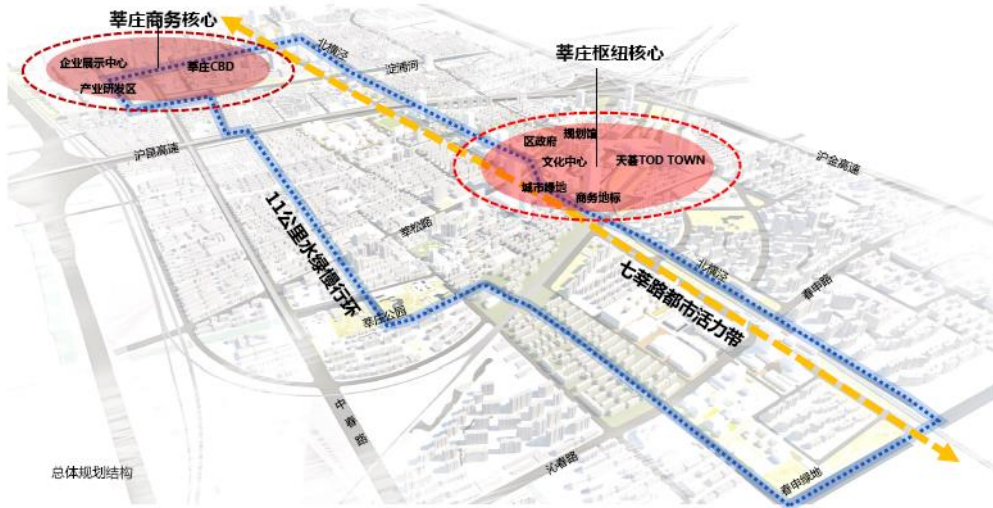 莘庄商务核心
企业展示中心
莘庄CBD
产业研发区
北横泾
淀浦河
莘庄枢纽核心
区政府
规划馆
文化中心
天荟TOD TOWN
城市绿地
商务地标
沪金高速
沪昆高速
莘松路
11公里水绿慢行环
北横泾
春申路
七莘路都市活力带
莘庄公园
中春路
沁春路
春申绿地
总体规划结构